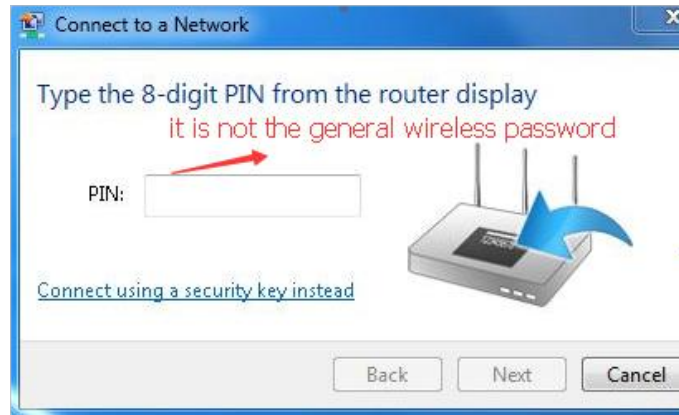 Connect to a Network
Type the 8-digit PIN from the router display
it is not the general wireless password
PIN:
Connect using a security key instead
Back Next Cancel